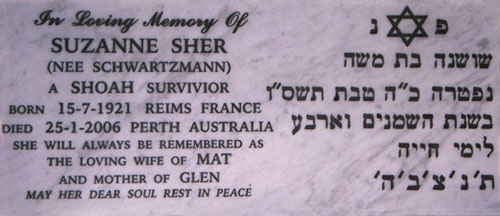 In Loving Memory Of
SUZANNE SHER
(NEE SCHWARTZMANN)
A SHOAH SURVIVIOR
BORN 15-7-1921 REIMS FRANCE
DIED 25-1-2006 PERTH AUSTRALIA
SHE WILL ALWAYS BE REMEMBERED AS
THE LOVING WIFE OF MAT
AND MOTHER OF GLEN
MAY HER DEAR SOUL REST IN PEACE
פ נ
שושנה בת משה
נפטרה כ"ה טבת תשס"ו
בשנת השמנים וארבע
לימי חייה
ת'נ'צ'ב'ה'